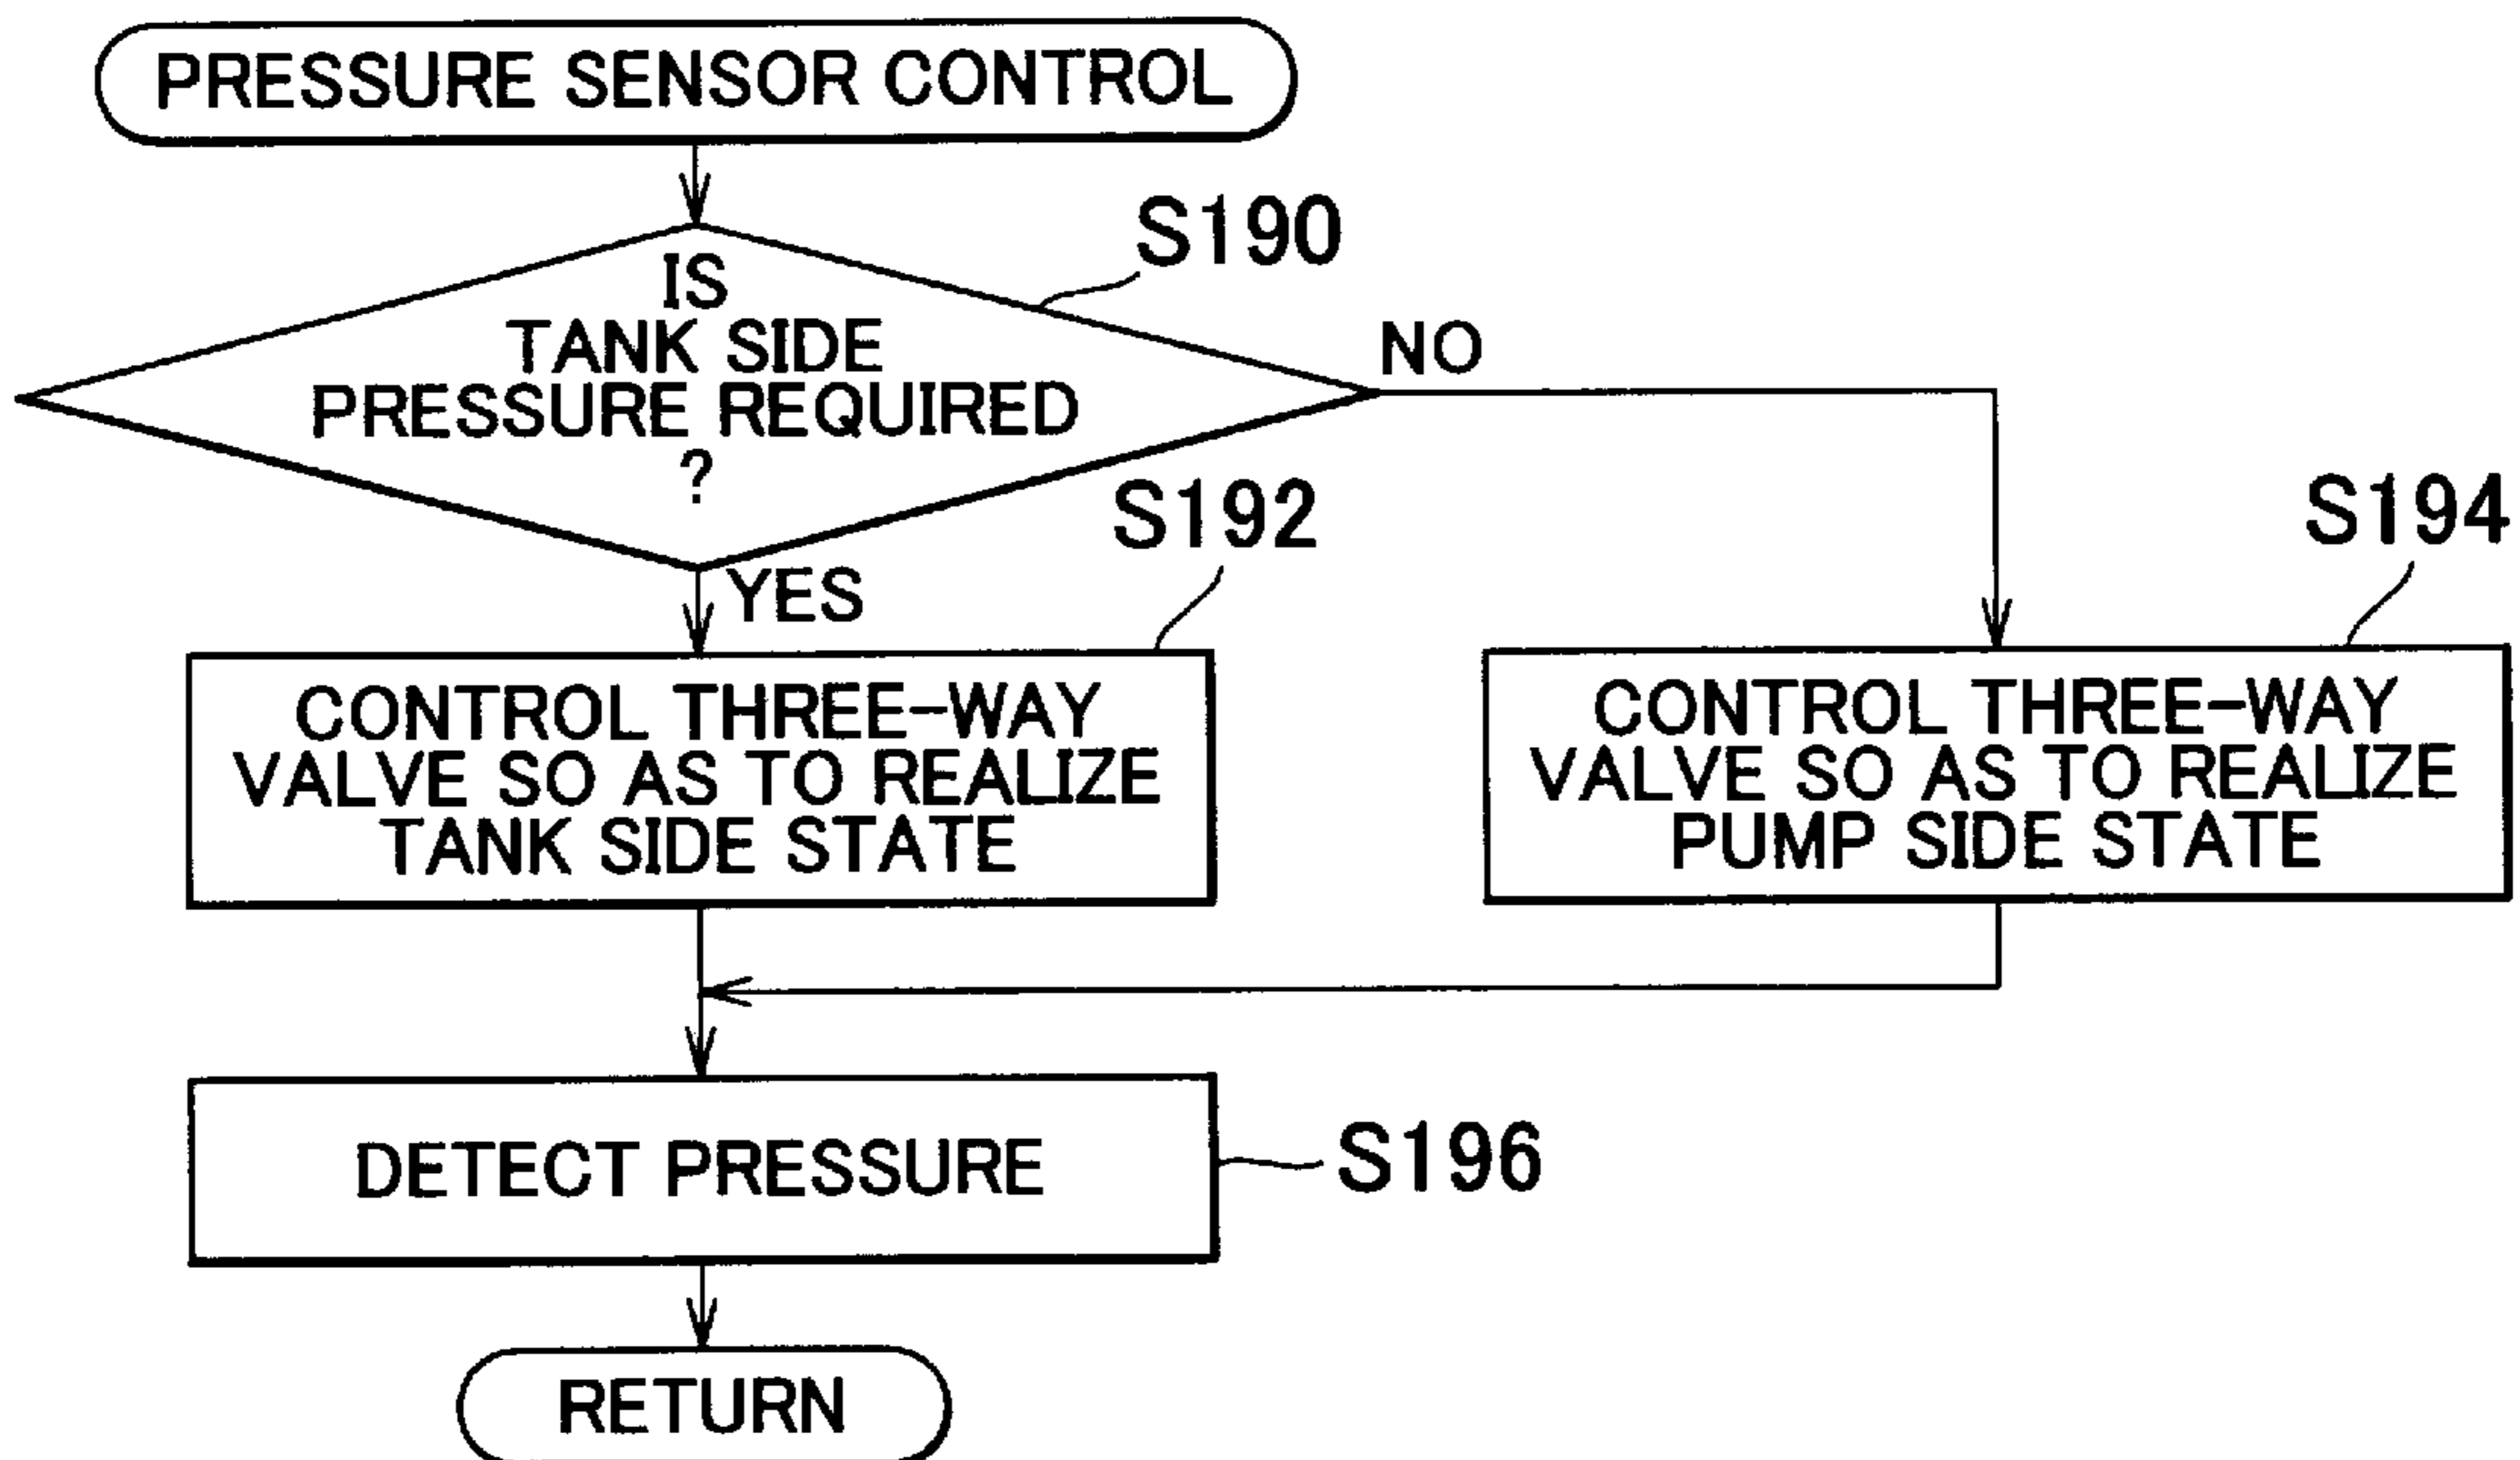 PRESSURE SENSOR CONTROL
S190
IS
TANK SIDE
PRESSURE REQUIRED
?
NO
YES
S192
CONTROL THREE-WAY
VALVE SO AS TO REALIZE
TANK SIDE STATE
S194
CONTROL THREE-WAY
VALVE SO AS TO REALIZE
PUMP SIDE STATE
DETECT PRESSURE
S196
RETURN